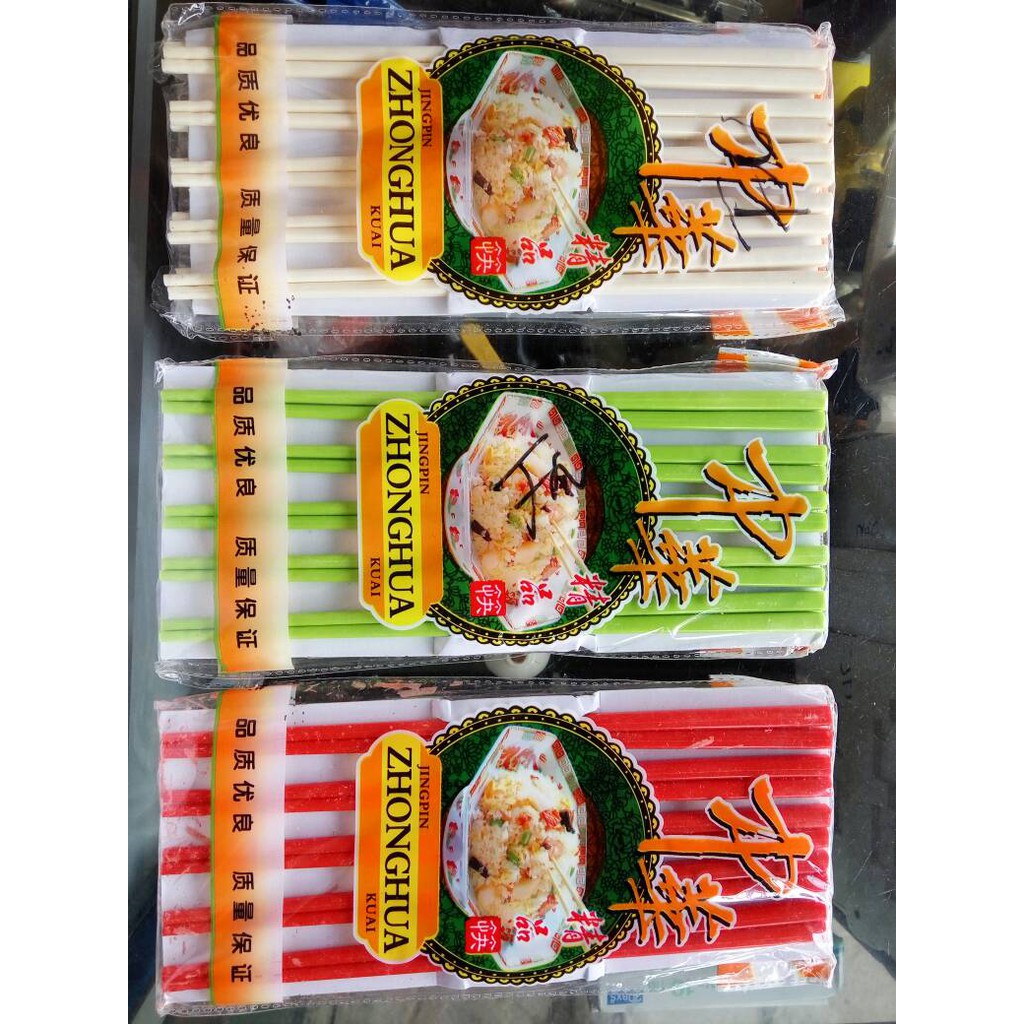 中華
精品
筷
JINGPIN
ZHONGHUA
KUAI
品质优良 质量保证
中華
精品
筷
JINGPIN
ZHONGHUA
KUAI
品质优良 质量保证
中華
精品
筷
JINGPIN
ZHONGHUA
KUAI
品质优良 质量保证